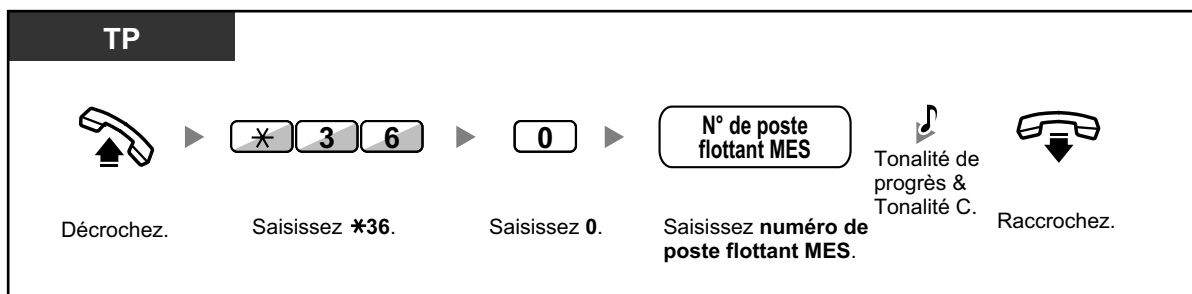 TP
✳ 3 6
0
N° de poste
flottant MES
Tonalité de
progrès &
Tonalité C.
Décrochez.
Saisissez ✳36.
Saisissez 0.
Saisissez numéro de
poste flottant MES.
Raccrochez.